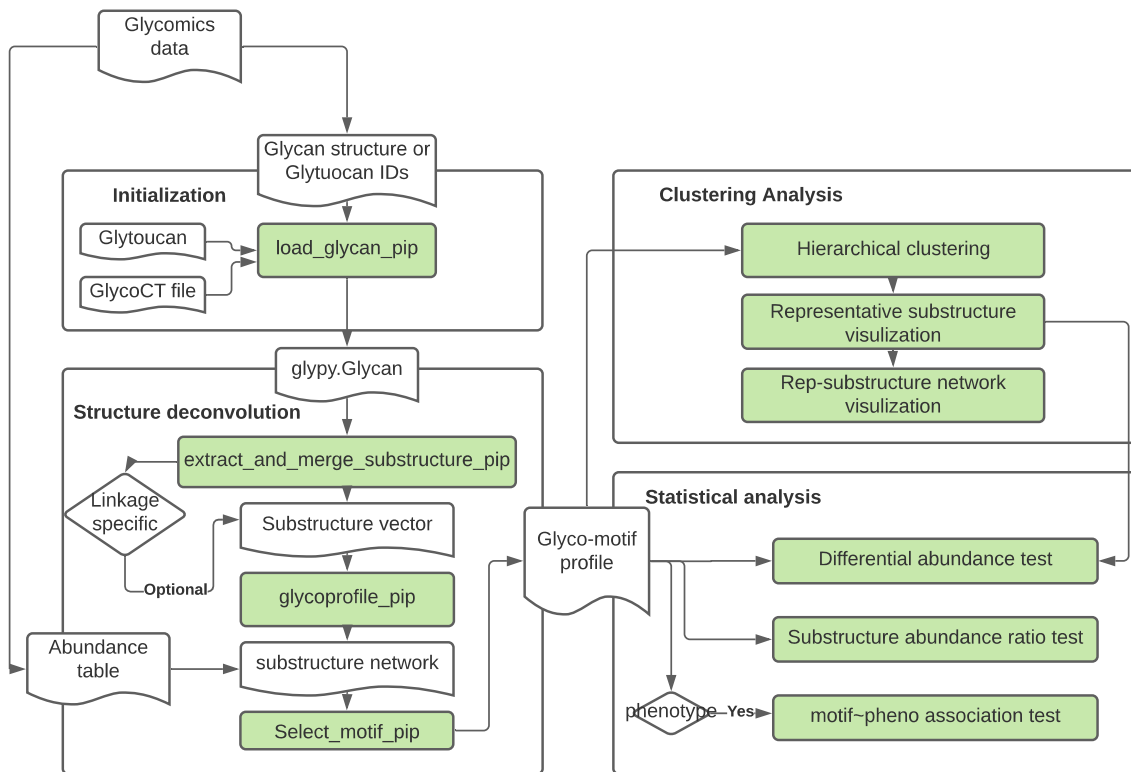 Glycomics
data
Glycan structure or
Glytuocan IDs
Initialization
Glytoucan
load_glycan_pip
GlycoCT file
glypy.Glycan
Structure deconvolution
extract_and_merge_substructure_pip
Linkage
specific
Substructure vector
Optional
glycoprofile_pip
Abundance
table
substructure network
Select_motif_pip
Glyco-motif
profile
Clustering Analysis
Hierarchical clustering
Representative substructure
visulization
Rep-substructure network
visulization
Statistical analysis
Differential abundance test
Substructure abundance ratio test
phenotype
Yes
motif~pheno association test